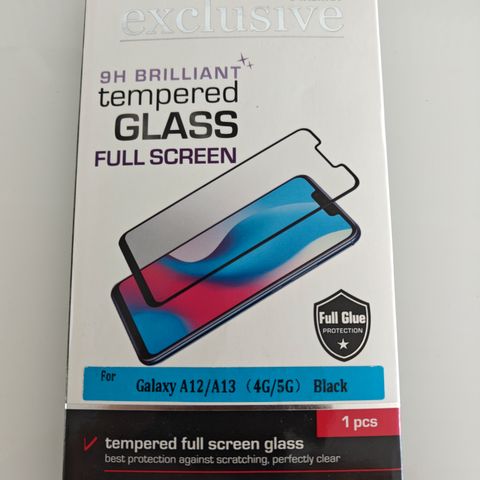 exclusive
9H BRILLIANT
tempered
GLASS
FULL SCREEN
Full Glue
PROTECTION
For Galaxy A12/A13 (4G/5G) Black
1 pcs
tempered full screen glass
best protection against scratching, perfectly clear